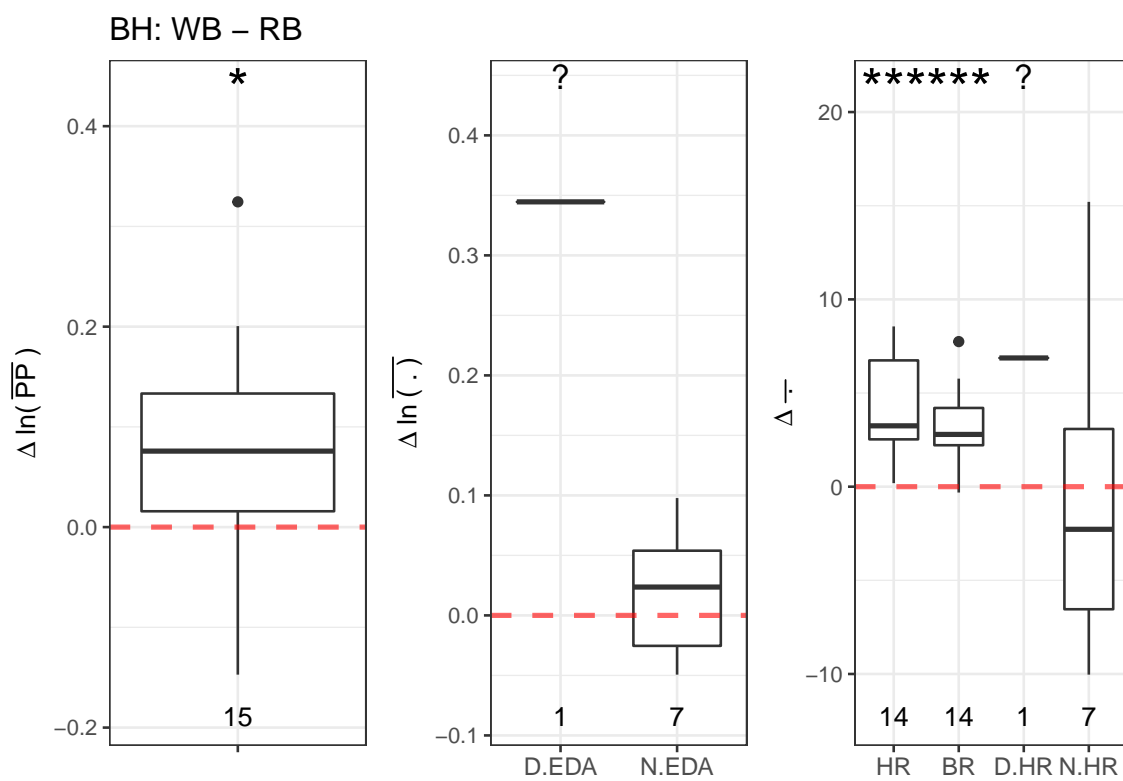 BH: WB − RB
*
0.4
0.2
0.0
−0.2
Δ ln( PP )
15
?
0.4
0.3
0.2
0.1
0.0
−0.1
Δ ln ( . )
1 7
D.EDA N.EDA
****** ?
20
10
0
−10
Δ .
14 14 1 7
HR BR D.HR N.HR